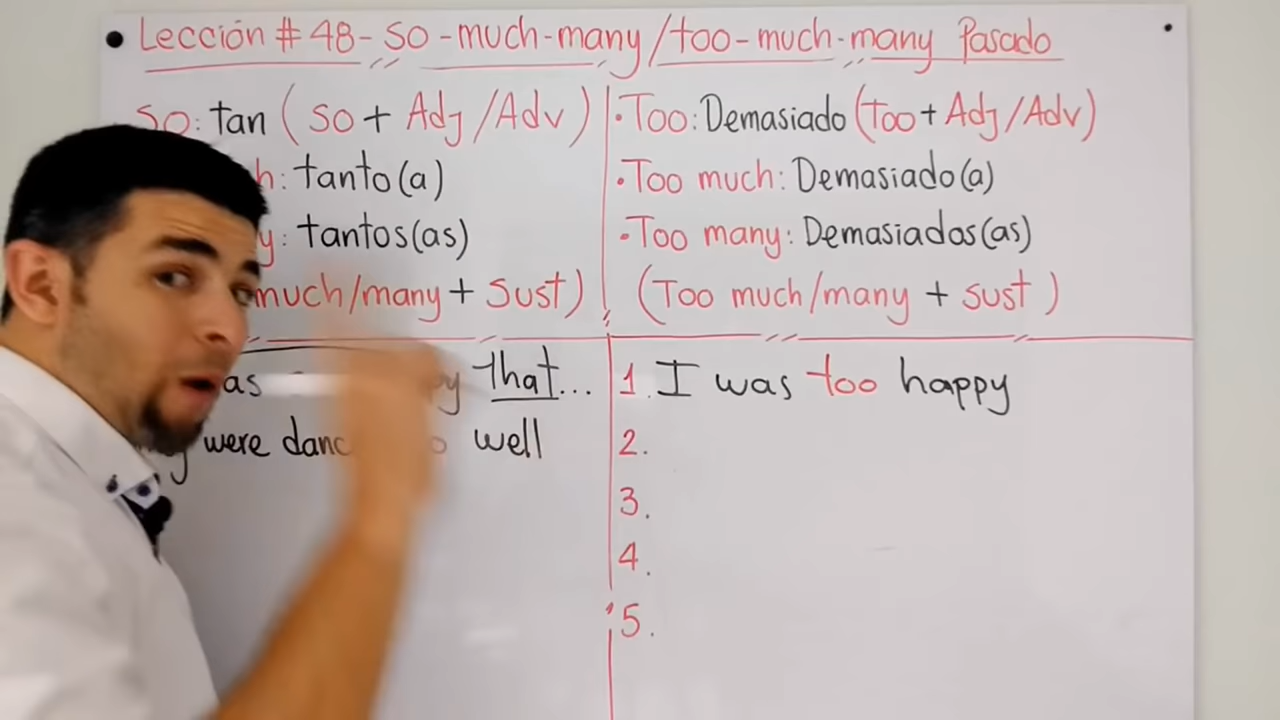 Lección # 48 - so - much - many / too - much - many Pasado
so: tan ( so + Adj / Adv )
tanto(a)
tantos(as)
much/many + Sust )
• Too: Demasiado (too + Adj / Adv)
• Too much: Demasiado(a)
• Too many: Demasiados(as)
(Too much/many + sust )
that...
were well
1. I was too happy
2.
3.
4.
5.